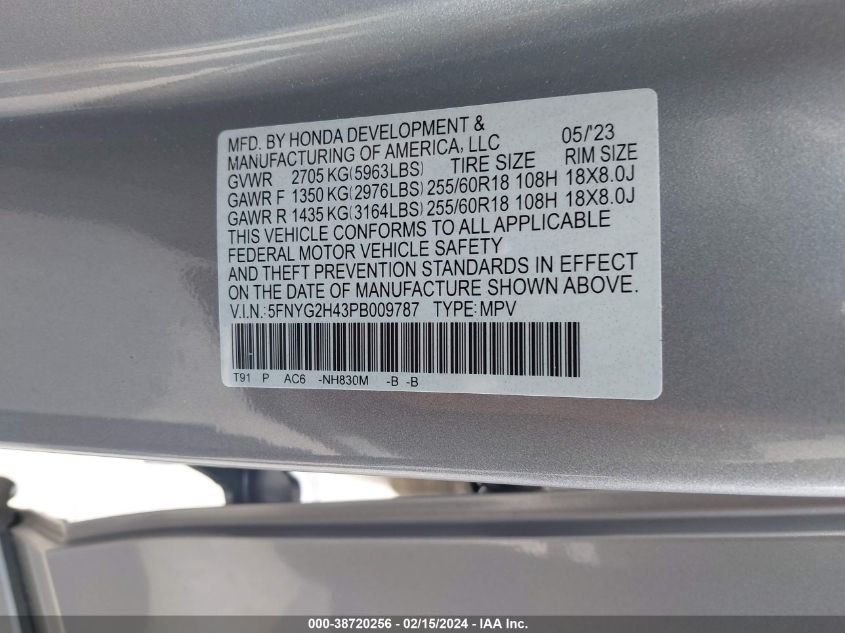 MFD. BY HONDA DEVELOPMENT & 05/'23
MANUFACTURING OF AMERICA, LLC
GVWR 2705 KG(5963LBS) TIRE SIZE RIM SIZE
GAWR F 1350 KG(2976LBS) 255/60R18 108H 18X8.0J
GAWR R 1435 KG(3164LBS) 255/60R18 108H 18X8.0J
THIS VEHICLE CONFORMS TO ALL APPLICABLE
FEDERAL MOTOR VEHICLE SAFETY
AND THEFT PREVENTION STANDARDS IN EFFECT
ON THE DATE OF MANUFACTURE SHOWN ABOVE.
V.I.N.: 5FNYG2H43PB009787 TYPE: MPV
T91 P AC6 -NH830M -B -B
000-38720256 - 02/15/2024 - IAA Inc.